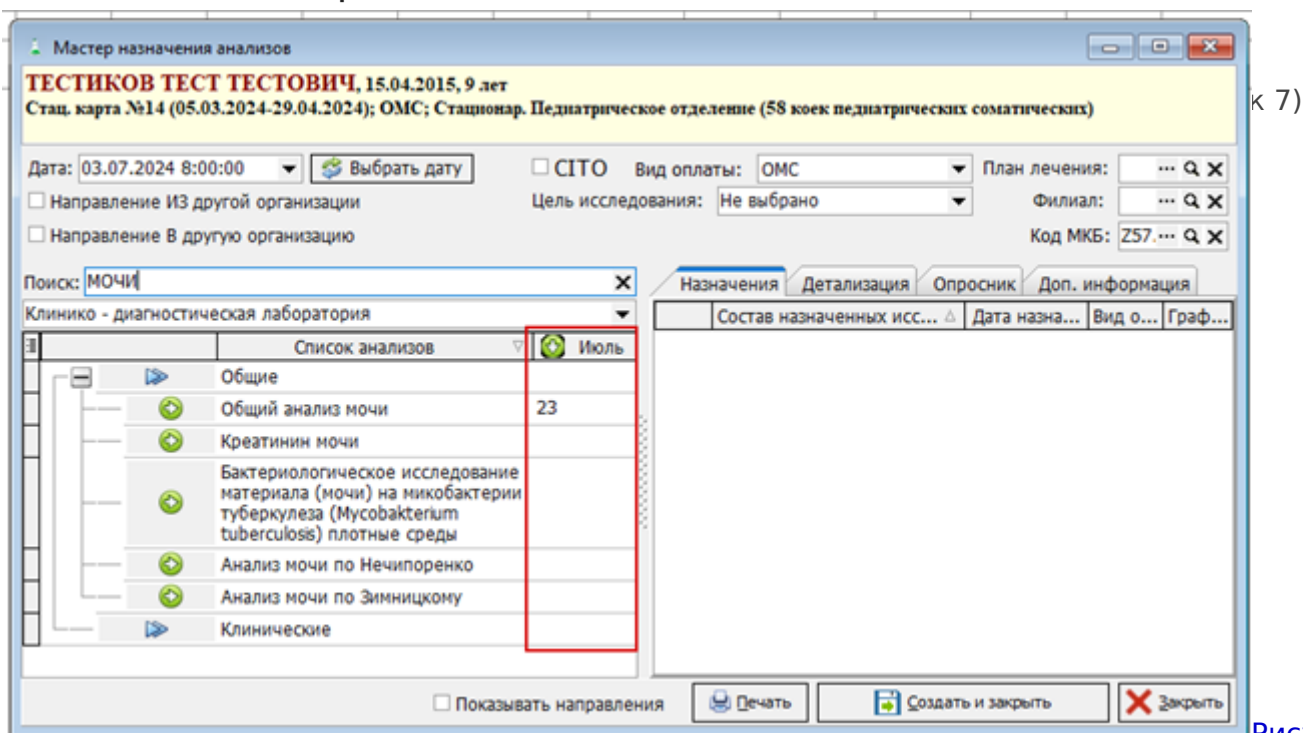 Мастер назначения анализов
ТЕСТИКОВ ТЕСТ ТЕСТОВИЧ, 15.04.2015, 9 лет
Стац. карта №14 (05.03.2024-29.04.2024); ОМС; Стационар. Педиатрическое отделение (58 коек педиатрических соматических)
к 7)
Дата: 03.07.2024 8:00:00 Выбрать дату CITO Вид оплаты: ОМС План лечения: ...
Направление ИЗ другой организации Цель исследования: Не выбрано Филиал: ...
Направление В другую организацию Код МКБ: Z57. ...
Поиск: МОЧИ Назначения Детализация Опросник Доп. информация
Клинико - диагностическая лаборатория Состав назначенных исс... Дата назна... Вид о... Граф...
Список анализов Июль
Общие
Общий анализ мочи 23
Креатинин мочи
Бактериологическое исследование
материала (мочи) на микобактерии
туберкулеза (Mycobakterium
tuberculosis) плотные среды
Анализ мочи по Нечипоренко
Анализ мочи по Зимницкому
Клинические
Показывать направления Печать Создать и закрыть Закрыть